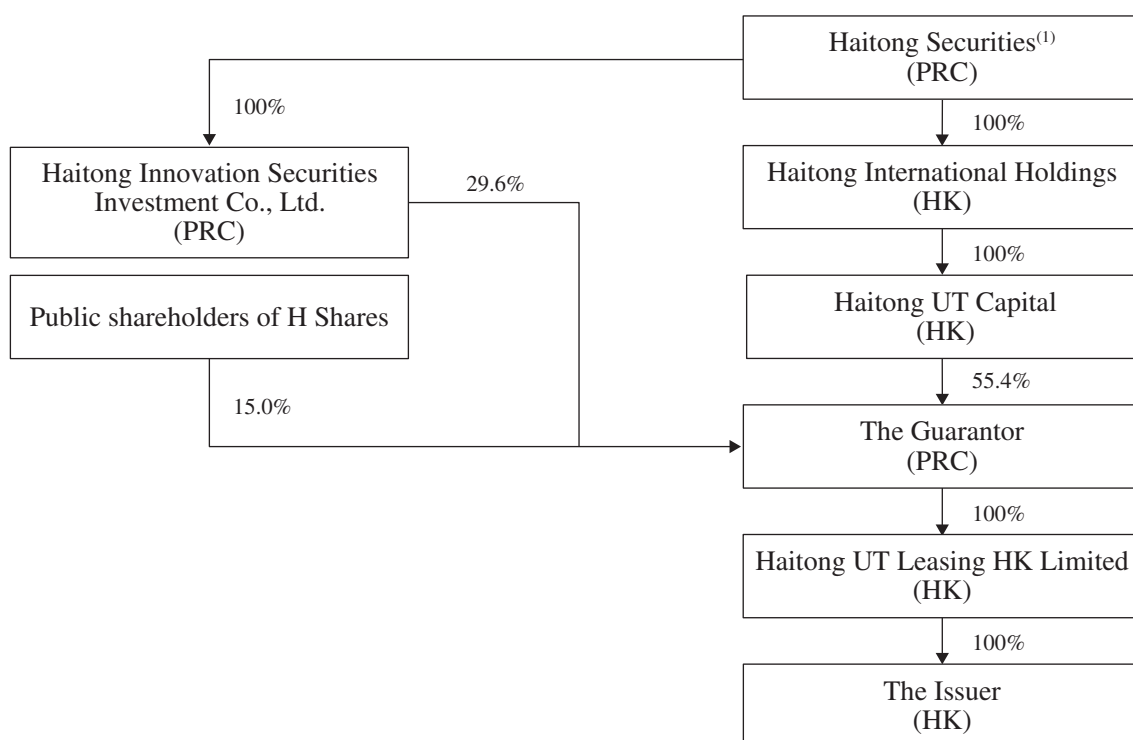 Haitong Securities(1)
(PRC)
100%
100%
Haitong Innovation Securities
Investment Co., Ltd.
(PRC)
29.6%
Haitong International Holdings
(HK)
100%
Public shareholders of H Shares
Haitong UT Capital
(HK)
55.4%
15.0%
The Guarantor
(PRC)
100%
Haitong UT Leasing HK Limited
(HK)
100%
The Issuer
(HK)